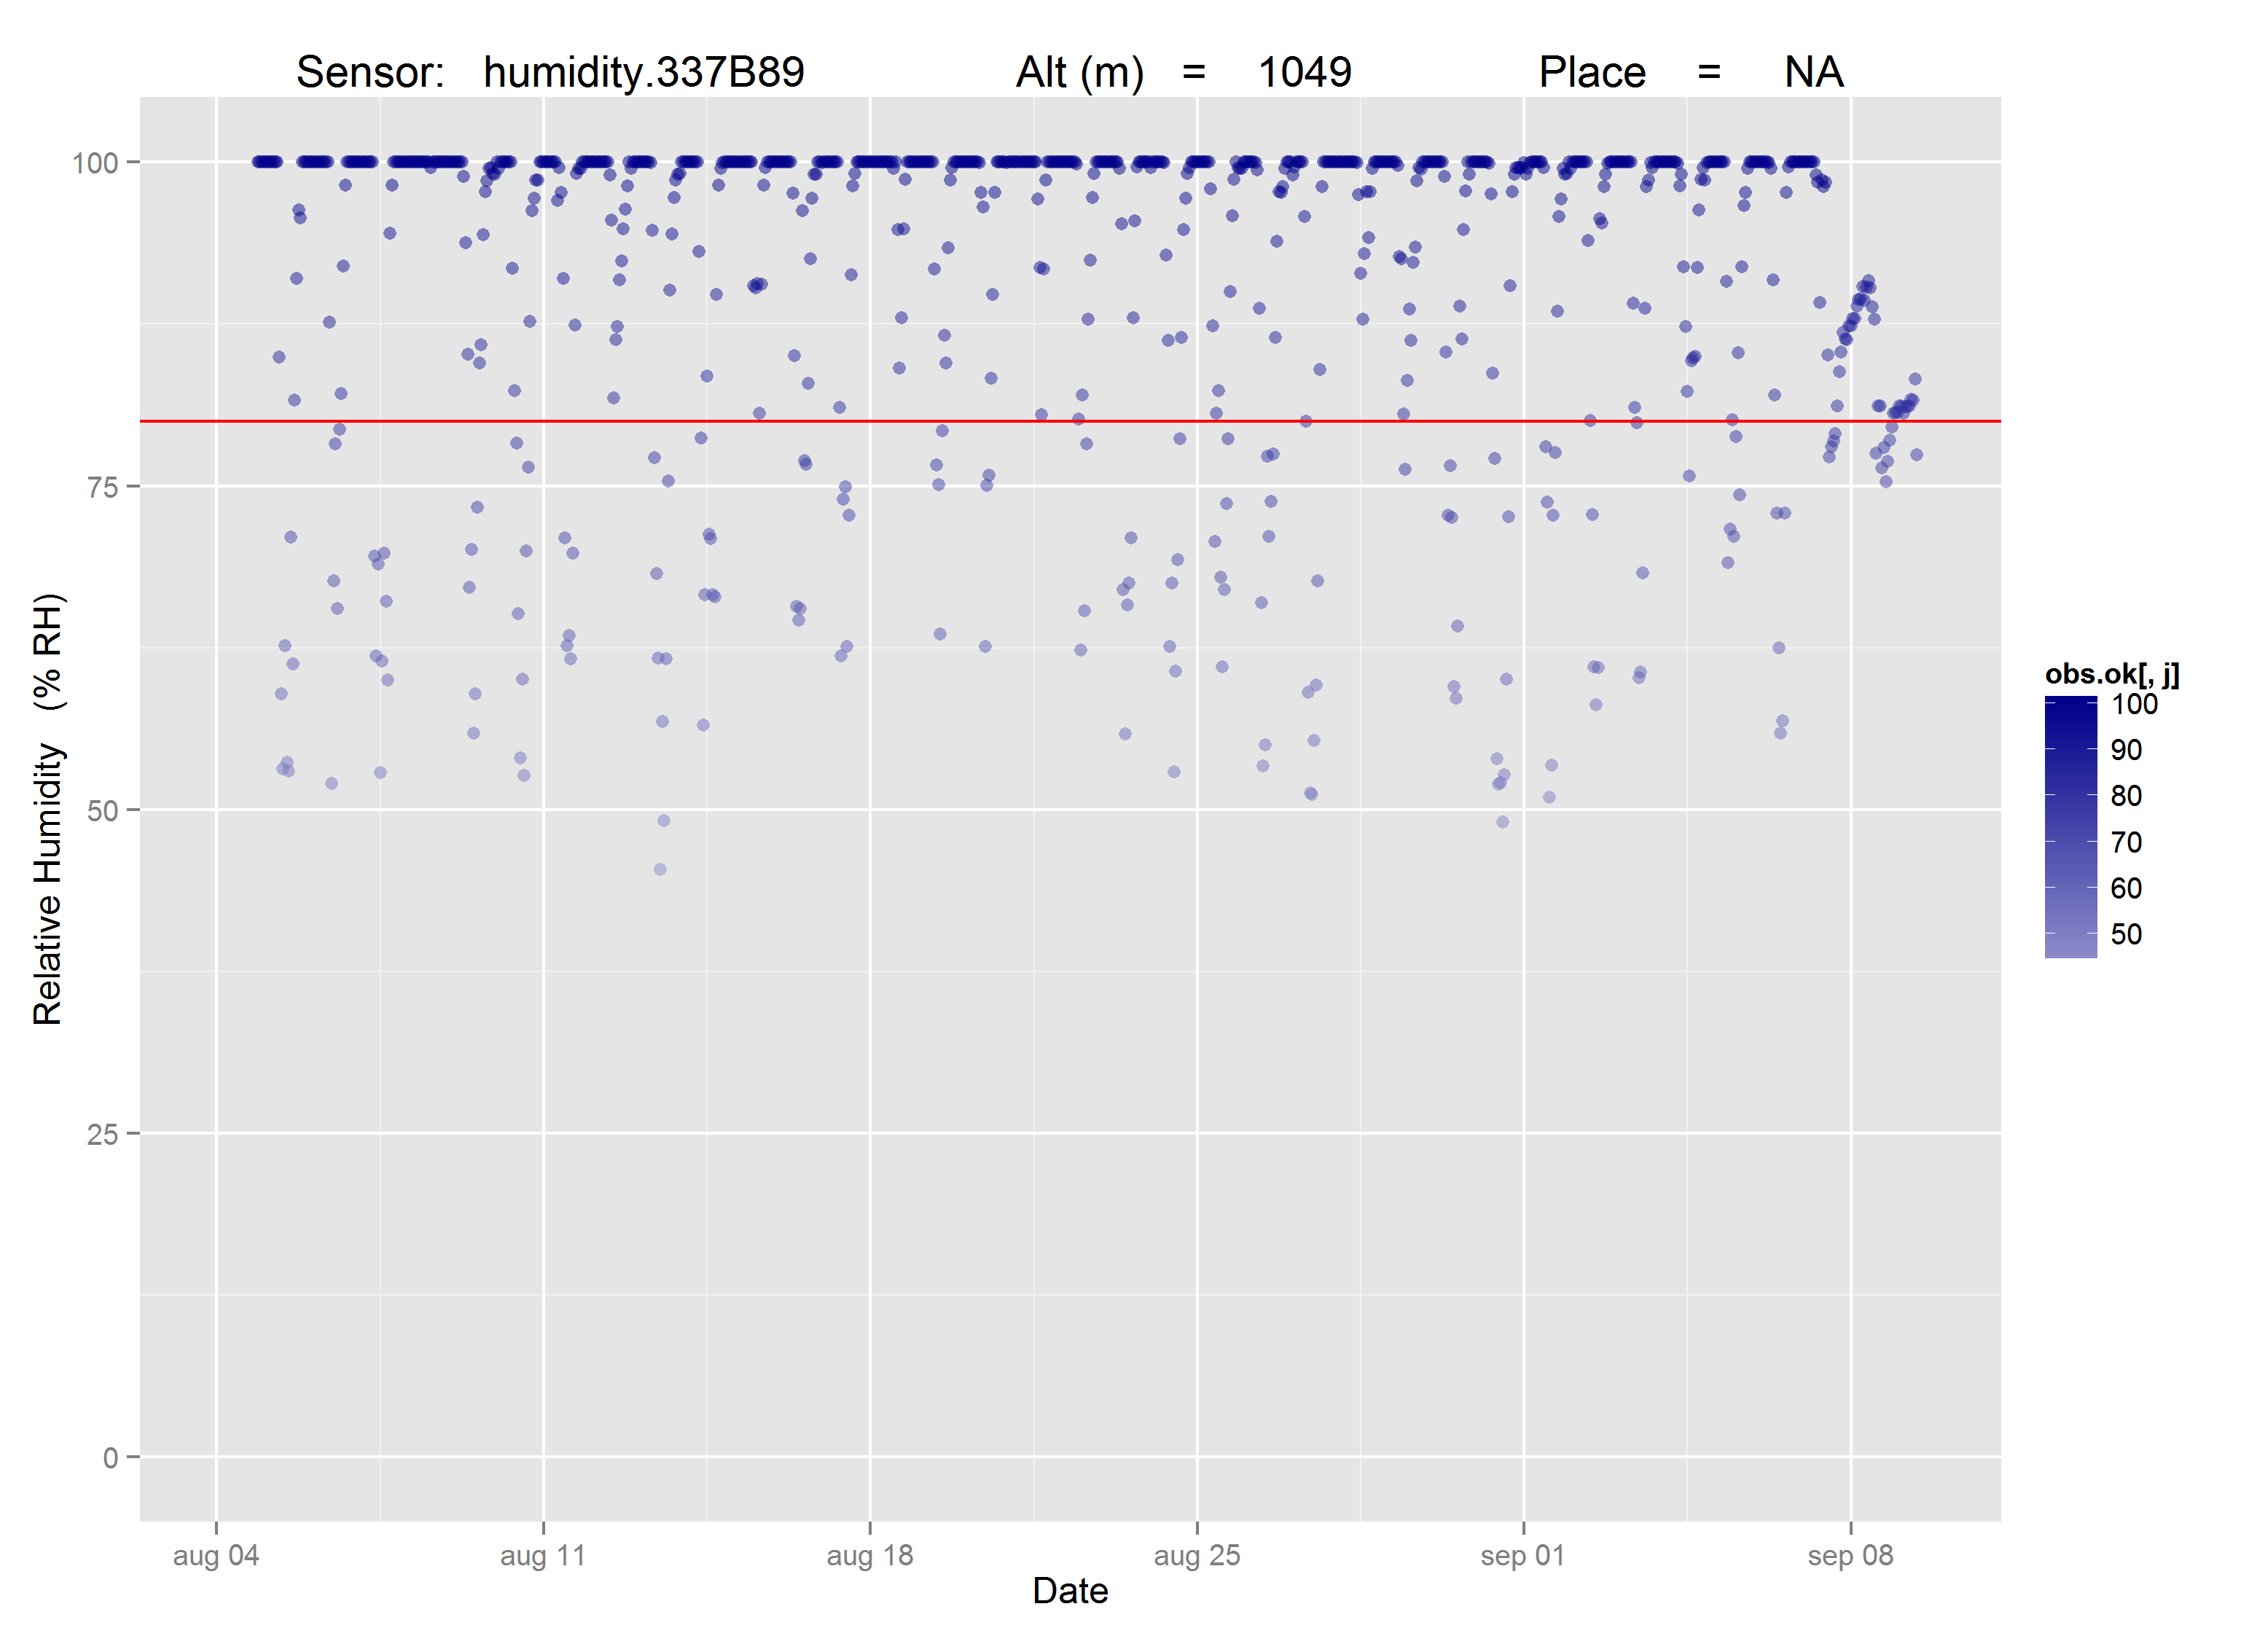 Sensor: humidity.337B89 Alt (m) = 1049 Place = NA
100
75
50
25
0
Relative Humidity (% RH)
aug 04 aug 11 aug 18 aug 25 sep 01 sep 08
Date
obs.ok[, j]
100
90
80
70
60
50